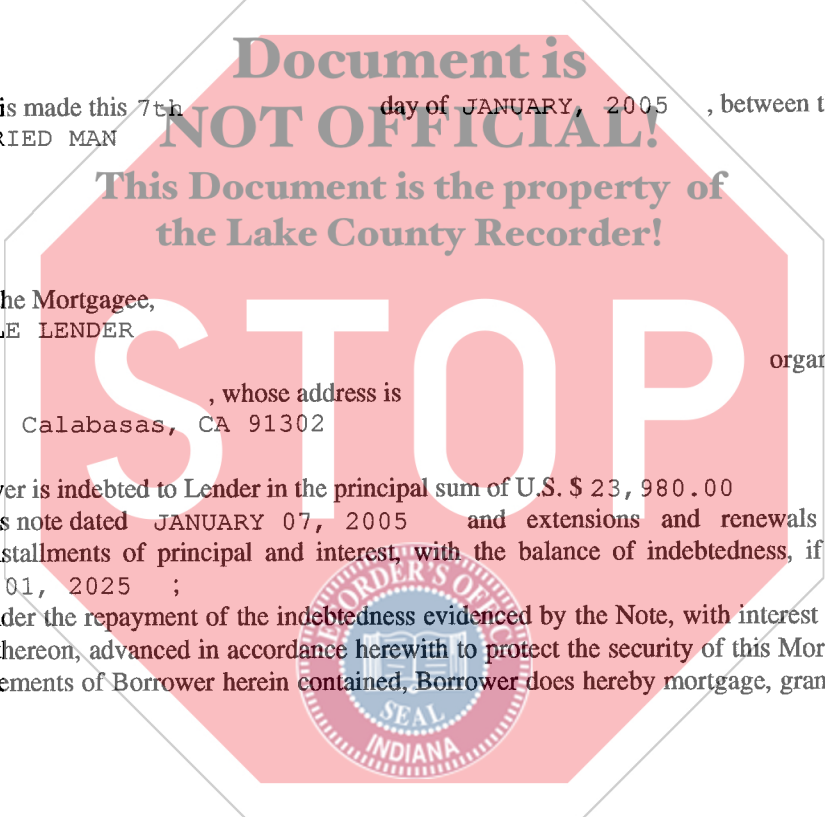 Document is
is made this 7th day of JANUARY, 2005 , between t
NOT OFFICIAL!
RIED MAN
This Document is the property of
the Lake County Recorder!
he Mortgagee,
LE LENDER
organ
, whose address is
Calabasas, CA 91302
STOP
ver is indebted to Lender in the principal sum of U.S. $ 23,980.00
s note dated JANUARY 07, 2005 and extensions and renewals
stallments of principal and interest, with the balance of indebtedness, if
01, 2025 ;
der the repayment of the indebtedness evidenced by the Note, with interest
hereon, advanced in accordance herewith to protect the security of this Mor
ements of Borrower herein contained, Borrower does hereby mortgage, gran
RECORDER'S OFFICE
SEAL
INDIANA